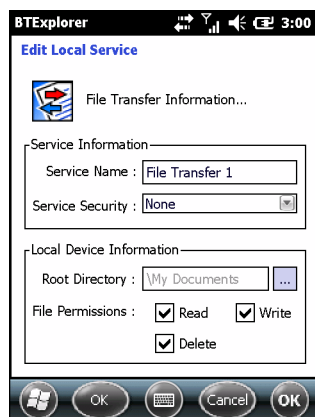 BTExplorer 3:00
Edit Local Service
File Transfer Information...
Service Information
Service Name : File Transfer 1
Service Security : None
Local Device Information
Root Directory : \My Documents ...
File Permissions : Read Write
Delete
OK Cancel OK